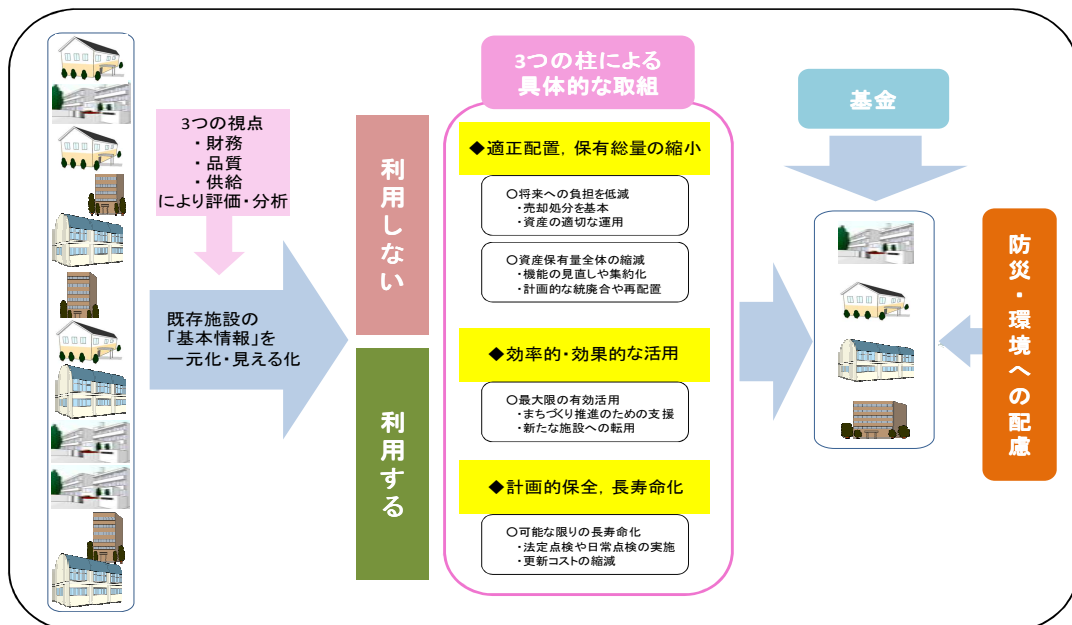 3つの視点
・財務
・品質
・供給
により評価・分析
既存施設の
「基本情報」を
一元化・見える化
利用しない
利用する
3つの柱による
具体的な取組
◆適正配置，保有総量の縮小
○将来への負担を低減
・売却処分を基本
・資産の適切な運用
○資産保有量全体の縮減
・機能の見直しや集約化
・計画的な統廃合や再配置
◆効率的・効果的な活用
○最大限の有効活用
・まちづくり推進のための支援
・新たな施設への転用
◆計画的保全，長寿命化
○可能な限りの長寿命化
・法定点検や日常点検の実施
・更新コストの縮減
基金
防災・環境への配慮